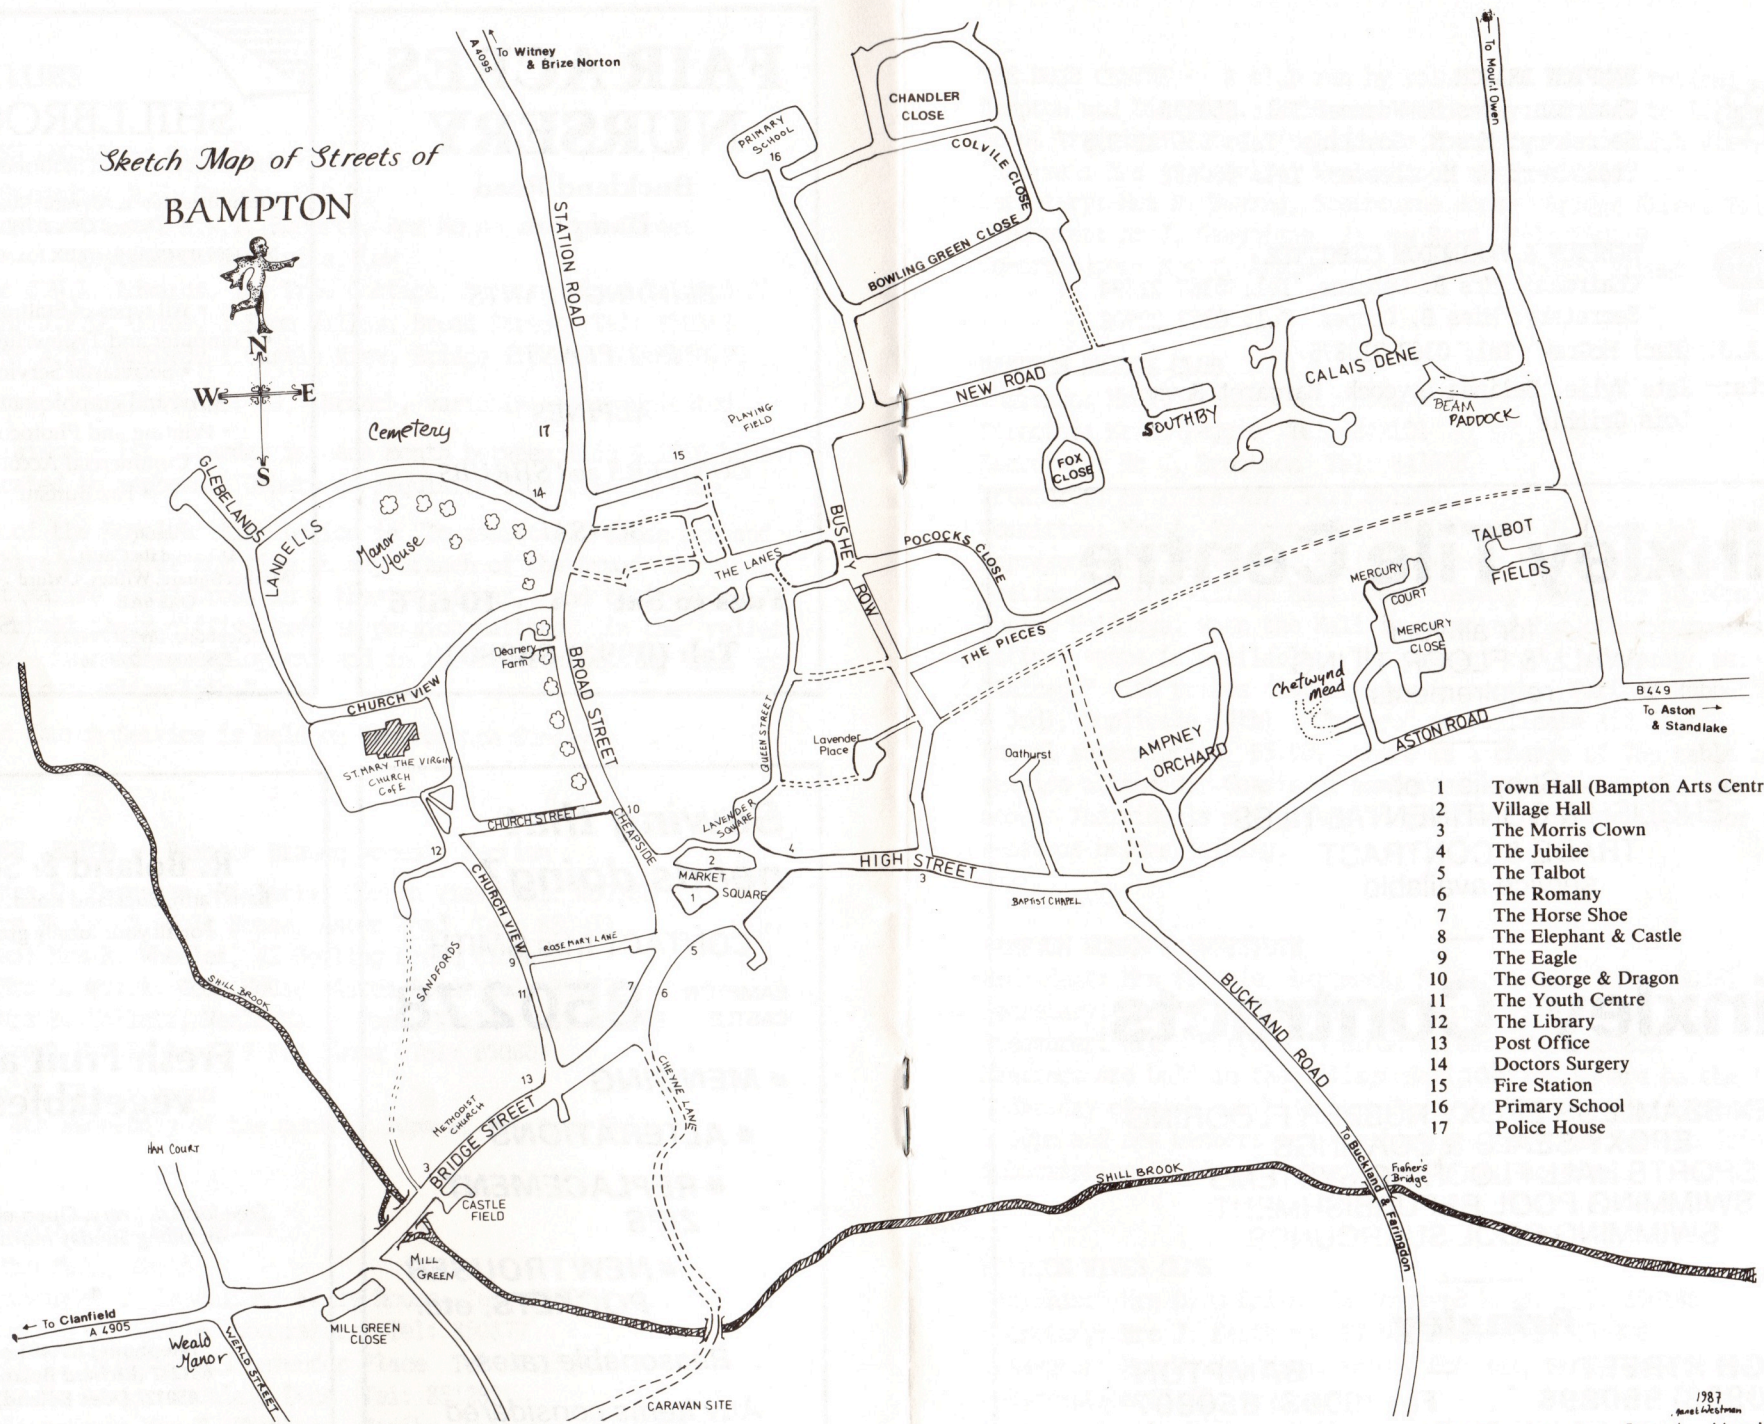 Sketch Map of Streets of
BAMPTON
N
W
E
S
A 4095
To Witney
& Brize Norton
STATION ROAD
PRIMARY
SCHOOL
16
CHANDLER
CLOSE
COLVILE CLOSE
BOWLING GREEN CLOSE
To Mount Owen
NEW ROAD
PLAYING
FIELD
15
Cemetery
17
14
GLEBELANDS
LANDELLS
Manor
House
FOX
CLOSE
SOUTHBY
CALAIS DENE
BEAM
PADDOCK
TALBOT
FIELDS
BUSHEY ROW
POCOCKS CLOSE
THE LANES
THE PIECES
MERCURY
COURT
MERCURY
CLOSE
Chetwynd
mead
B449
To Aston
& Standlake
ASTON ROAD
Deanery
Farm
BROAD STREET
CHURCH VIEW
ST. MARY THE VIRGIN
CHURCH
C of E
QUEEN STREET
Lavender
Place
Oathurst
AMPNEY
ORCHARD
CHURCH STREET
10
CHEAPSIDE
LAVENDER
SQUARE
2
MARKET
SQUARE
1
4
HIGH STREET
3
BAPTIST CHAPEL
12
CHURCH VIEW
SANDFORDS
ROSEMARY LANE
9
11
7
6
5
SHILL BROOK
BUCKLAND ROAD
CHEYNE LANE
13
METHODIST
CHURCH
BRIDGE STREET
3
CASTLE
FIELD
HAM COURT
MILL
GREEN
MILL GREEN
CLOSE
To Clanfield
A 4905
Weald
Manor
WEALD STREET
CARAVAN SITE
SHILL BROOK
To Buckland & Faringdon
Fisher's
Bridge
1 Town Hall (Bampton Arts Centr
2 Village Hall
3 The Morris Clown
4 The Jubilee
5 The Talbot
6 The Romany
7 The Horse Shoe
8 The Elephant & Castle
9 The Eagle
10 The George & Dragon
11 The Youth Centre
12 The Library
13 Post Office
14 Doctors Surgery
15 Fire Station
16 Primary School
17 Police House
1987
Janet Westman